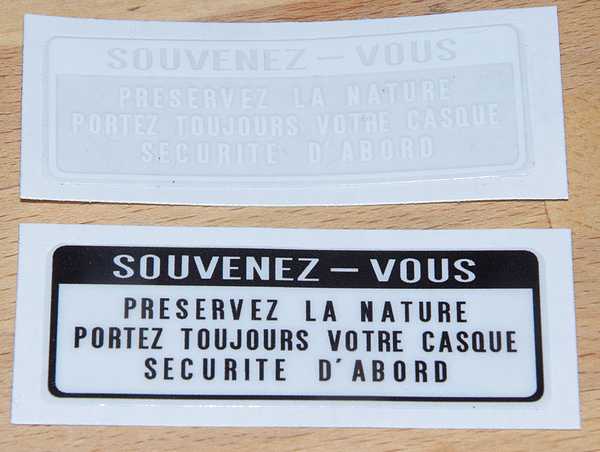 SOUVENEZ – VOUS
PRESERVEZ LA NATURE
PORTEZ TOUJOURS VOTRE CASQUE
SECURITE D'ABORD
SOUVENEZ – VOUS
PRESERVEZ LA NATURE
PORTEZ TOUJOURS VOTRE CASQUE
SECURITE D'ABORD